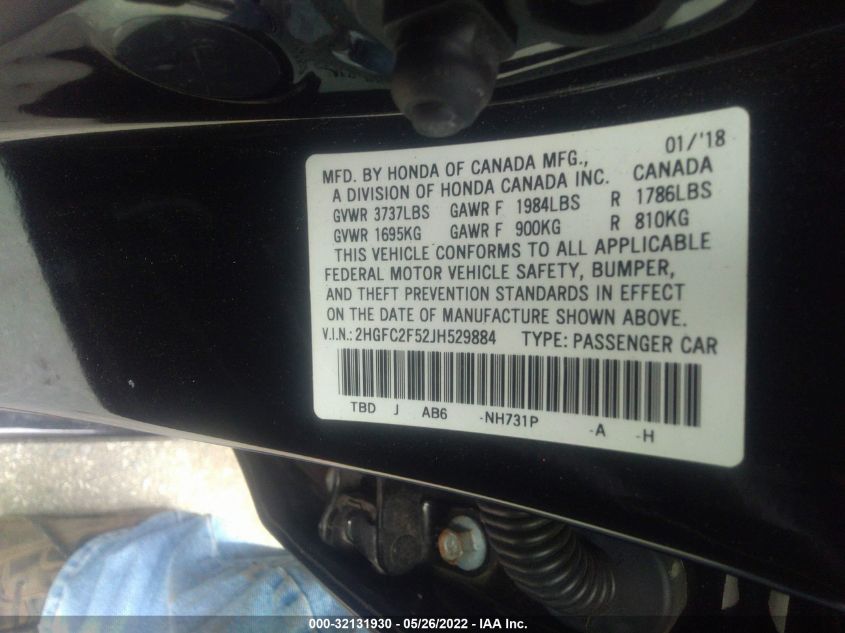 01/'18
MFD. BY HONDA OF CANADA MFG.,
A DIVISION OF HONDA CANADA INC. CANADA
GVWR 3737LBS GAWR F 1984LBS R 1786LBS
GVWR 1695KG GAWR F 900KG R 810KG
THIS VEHICLE CONFORMS TO ALL APPLICABLE
FEDERAL MOTOR VEHICLE SAFETY, BUMPER,
AND THEFT PREVENTION STANDARDS IN EFFECT
ON THE DATE OF MANUFACTURE SHOWN ABOVE.
V.I.N.:2HGFC2F52JH529884 TYPE: PASSENGER CAR
TBD J AB6 -NH731P -A -H
000-32131930 - 05/26/2022 - IAA Inc.